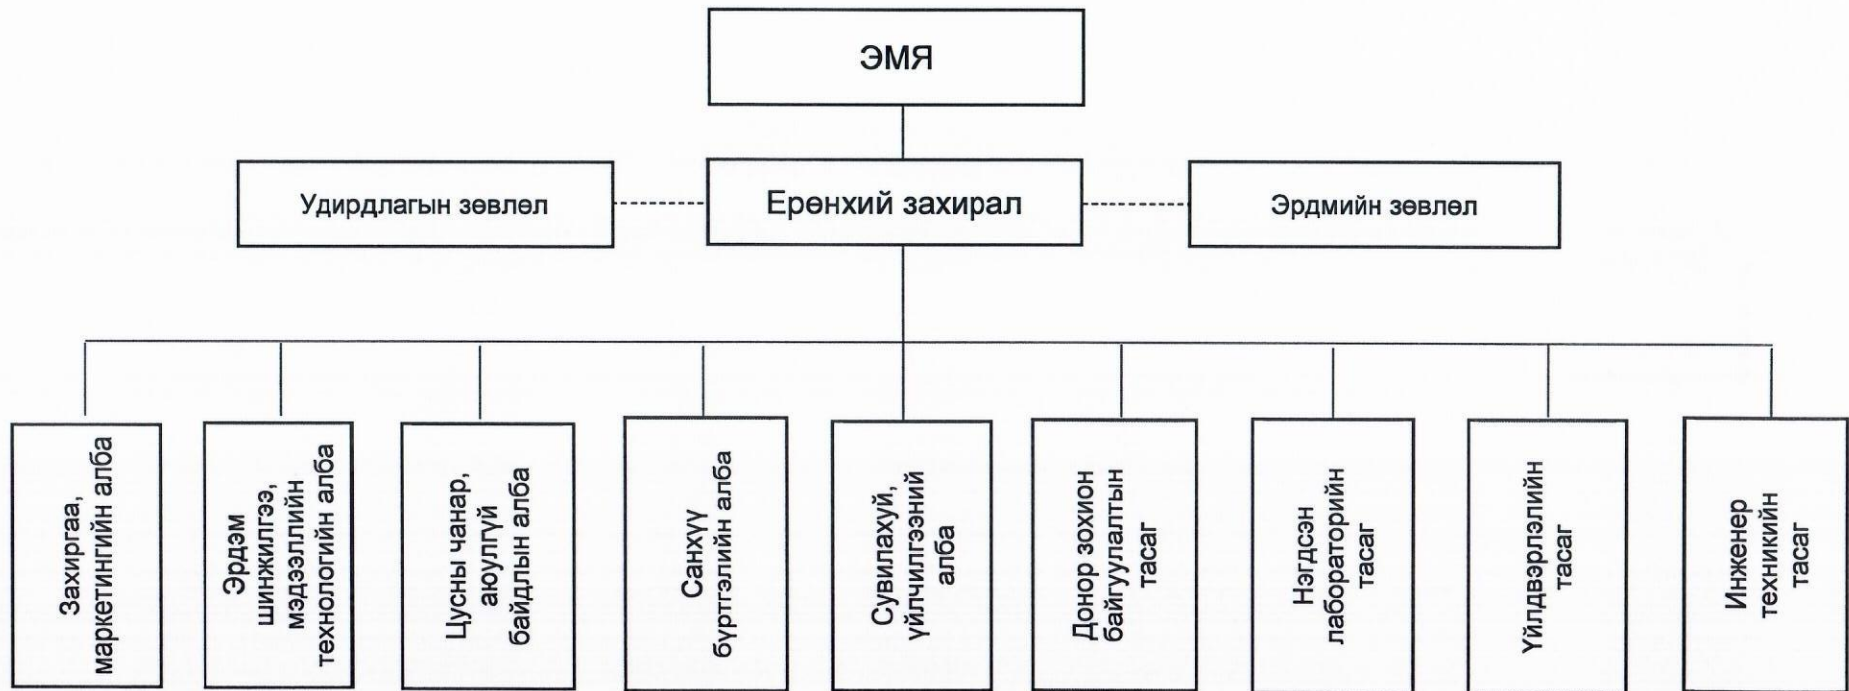 ЭМЯ
Удирдлагын зөвлөл
Ерөнхий захирал
Эрдмийн зөвлөл
Захиргаа,
маркетингийн алба
Эрдэм
шинжилгээ,
мэдээллийн
технологийн алба
Цусны чанар,
аюулгүй
байдлын алба
Санхүү
бүртгэлийн алба
Сувилахуй,
үйлчилгээний
алба
Донор зохион
байгуулалтын
тасаг
Нэгдсэн
лабораторийн
тасаг
Үйлдвэрлэлийн
тасаг
Инженер
техникийн
тасаг